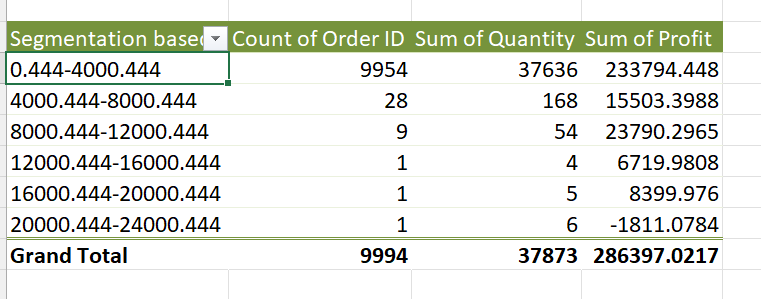 Segmentation based Count of Order ID Sum of Quantity Sum of Profit
0.444-4000.444 9954 37636 233794.448
4000.444-8000.444 28 168 15503.3988
8000.444-12000.444 9 54 23790.2965
12000.444-16000.444 1 4 6719.9808
16000.444-20000.444 1 5 8399.976
20000.444-24000.444 1 6 -1811.0784
Grand Total 9994 37873 286397.0217